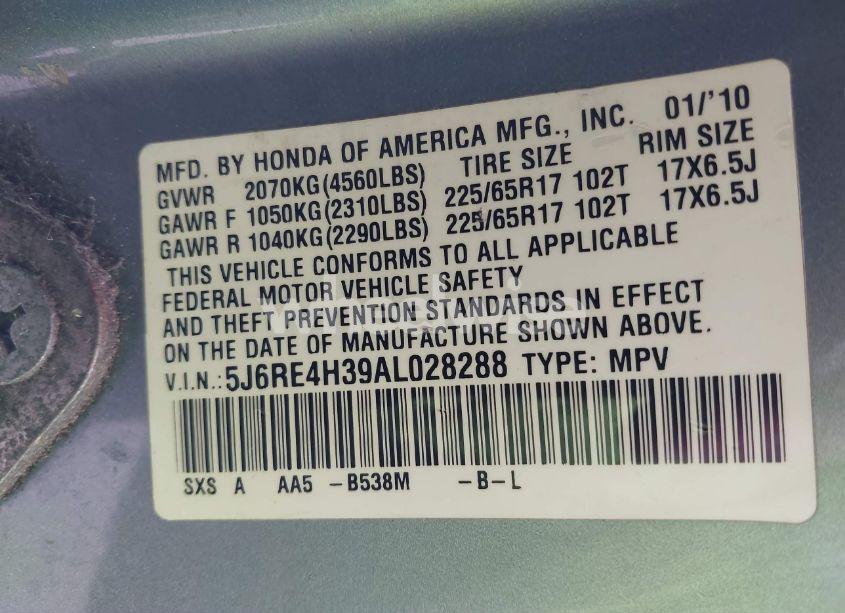 MFD. BY HONDA OF AMERICA MFG., INC. 01/'10
TIRE SIZE RIM SIZE
GVWR 2070KG(4560LBS)
GAWR F 1050KG(2310LBS) 225/65R17 102T 17X6.5J
GAWR R 1040KG(2290LBS) 225/65R17 102T 17X6.5J
THIS VEHICLE CONFORMS TO ALL APPLICABLE
FEDERAL MOTOR VEHICLE SAFETY
AND THEFT PREVENTION STANDARDS IN EFFECT
ON THE DATE OF MANUFACTURE SHOWN ABOVE.
V.I.N.: 5J6RE4H39AL028288 TYPE: MPV
SXS A AA5 -B538M -B-L